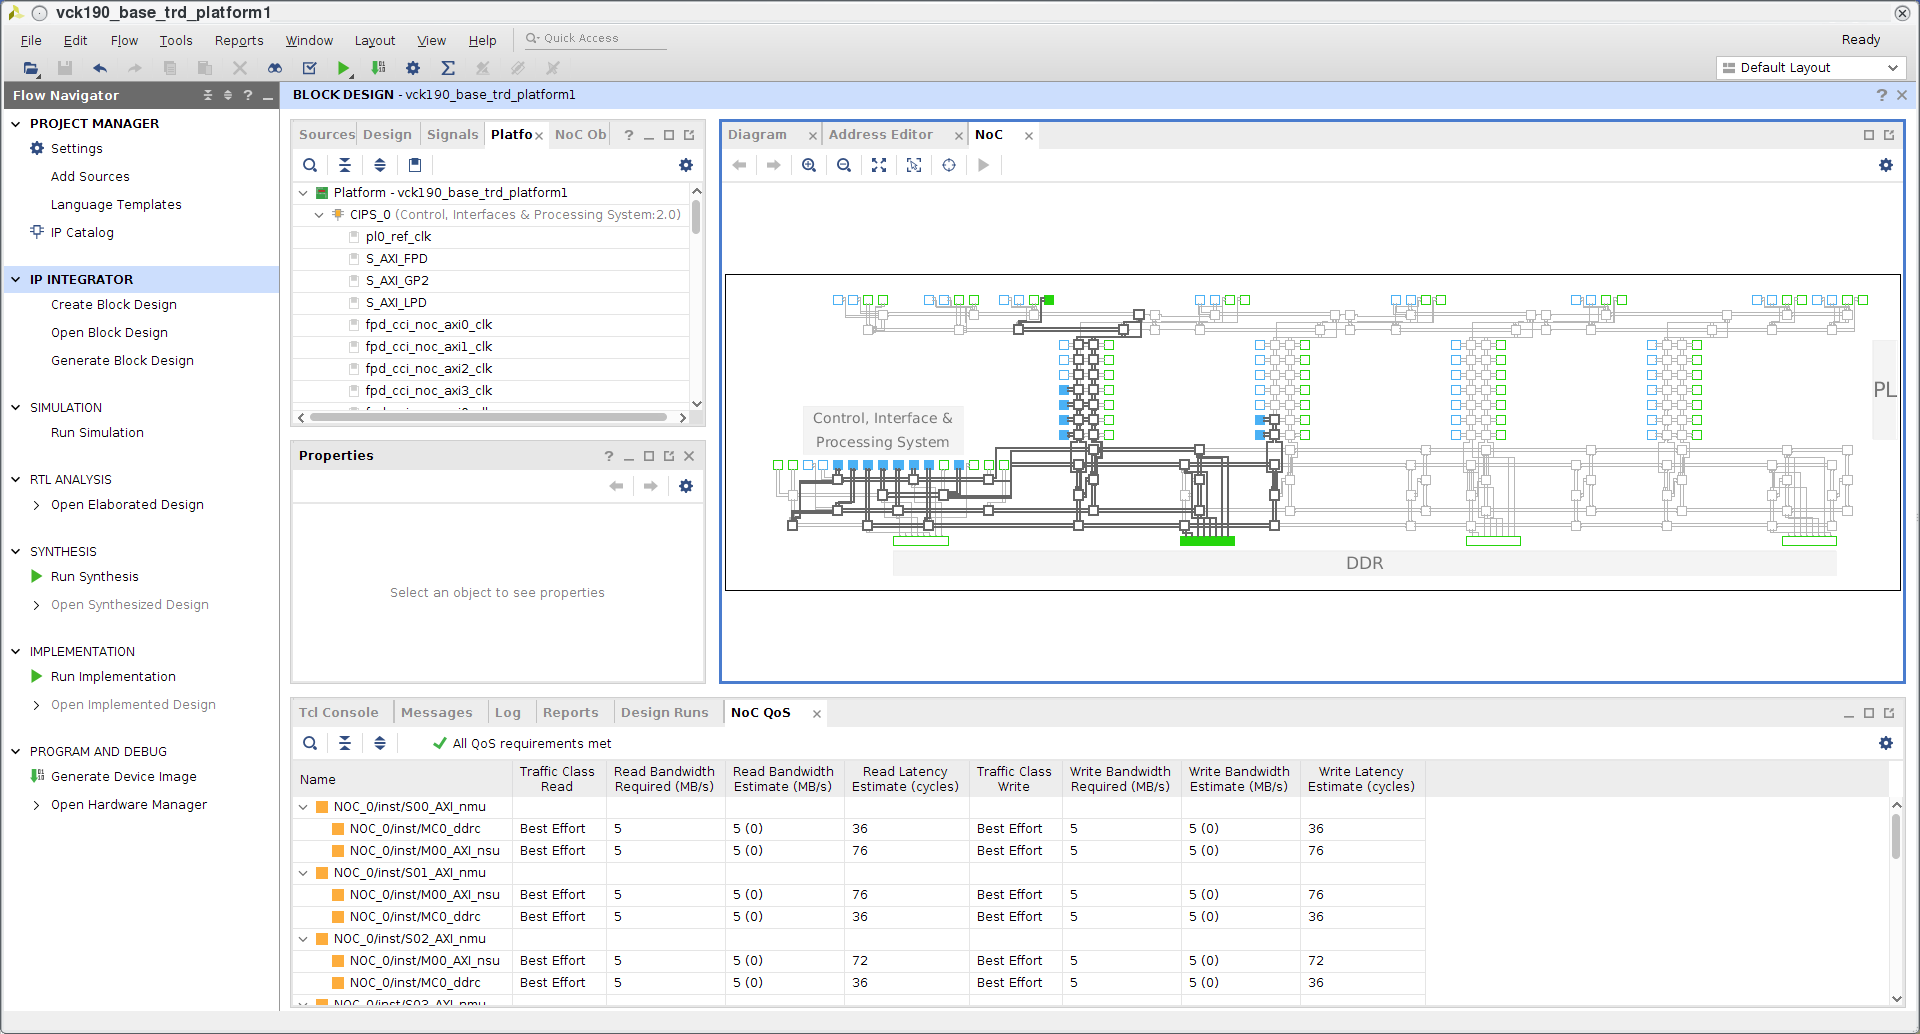 vck190_base_trd_platform1
File Edit Flow Tools Reports Window Layout View Help Quick Access Ready
Default Layout
Flow Navigator
PROJECT MANAGER
Settings
Add Sources
Language Templates
IP Catalog
IP INTEGRATOR
Create Block Design
Open Block Design
Generate Block Design
SIMULATION
Run Simulation
RTL ANALYSIS
Open Elaborated Design
SYNTHESIS
Run Synthesis
Open Synthesized Design
IMPLEMENTATION
Run Implementation
Open Implemented Design
PROGRAM AND DEBUG
Generate Device Image
Open Hardware Manager
BLOCK DESIGN - vck190_base_trd_platform1
Sources Design Signals Platfo NoC Ob
Platform - vck190_base_trd_platform1
CIPS_0 (Control, Interfaces & Processing System:2.0)
pl0_ref_clk
S_AXI_FPD
S_AXI_GP2
S_AXI_LPD
fpd_cci_noc_axi0_clk
fpd_cci_noc_axi1_clk
fpd_cci_noc_axi2_clk
fpd_cci_noc_axi3_clk
Properties
Select an object to see properties
Diagram Address Editor NoC
Control, Interface &
Processing System
PL
DDR
Tcl Console Messages Log Reports Design Runs NoC QoS
All QoS requirements met
Name Traffic Class Read Read Bandwidth Required (MB/s) Read Bandwidth Estimate (MB/s) Read Latency Estimate (cycles) Traffic Class Write Write Bandwidth Required (MB/s) Write Bandwidth Estimate (MB/s) Write Latency Estimate (cycles)
NOC_0/inst/S00_AXI_nmu
NOC_0/inst/MC0_ddrc Best Effort 5 5 (0) 36 Best Effort 5 5 (0) 36
NOC_0/inst/M00_AXI_nsu Best Effort 5 5 (0) 76 Best Effort 5 5 (0) 76
NOC_0/inst/S01_AXI_nmu
NOC_0/inst/M00_AXI_nsu Best Effort 5 5 (0) 76 Best Effort 5 5 (0) 76
NOC_0/inst/MC0_ddrc Best Effort 5 5 (0) 36 Best Effort 5 5 (0) 36
NOC_0/inst/S02_AXI_nmu
NOC_0/inst/M00_AXI_nsu Best Effort 5 5 (0) 72 Best Effort 5 5 (0) 72
NOC_0/inst/MC0_ddrc Best Effort 5 5 (0) 36 Best Effort 5 5 (0) 36
NOC_0/inst/S03_AXI_nmu